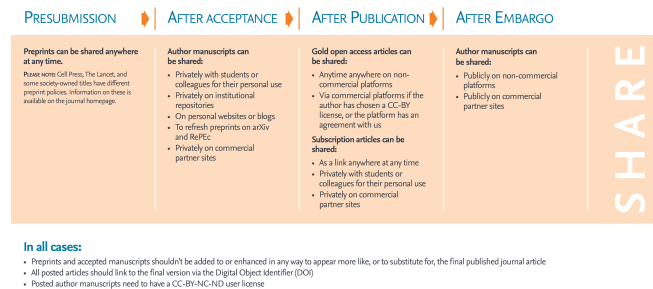 PRESUBMISSION
AFTER ACCEPTANCE
AFTER PUBLICATION
AFTER EMBARGO
Preprints can be shared anywhere
at any time.
PLEASE NOTE: Cell Press, The Lancet, and
some society-owned titles have different
preprint policies. Information on these is
available on the journal homepage.
Author manuscripts can
be shared:
• Privately with students or
colleagues for their personal use
• Privately on institutional
repositories
• On personal websites or blogs
• To refresh preprints on arXiv
and RePEc
• Privately on commercial
partner sites
Gold open access articles can
be shared:
• Anytime anywhere on non-
commercial platforms
• Via commercial platforms if the
author has chosen a CC-BY
license, or the platform has an
agreement with us
Subscription articles can be
shared:
• As a link anywhere at any time
• Privately with students or
colleagues for their personal use
• Privately on commercial
partner sites
Author manuscripts can
be shared:
• Publicly on non-commercial
platforms
• Publicly on commercial
partner sites
SHARE
In all cases:
• Preprints and accepted manuscripts shouldn't be added to or enhanced in any way to appear more like, or to substitute for, the final published journal article
• All posted articles should link to the final version via the Digital Object Identifier (DOI)
• Posted author manuscripts need to have a CC-BY-NC-ND user license